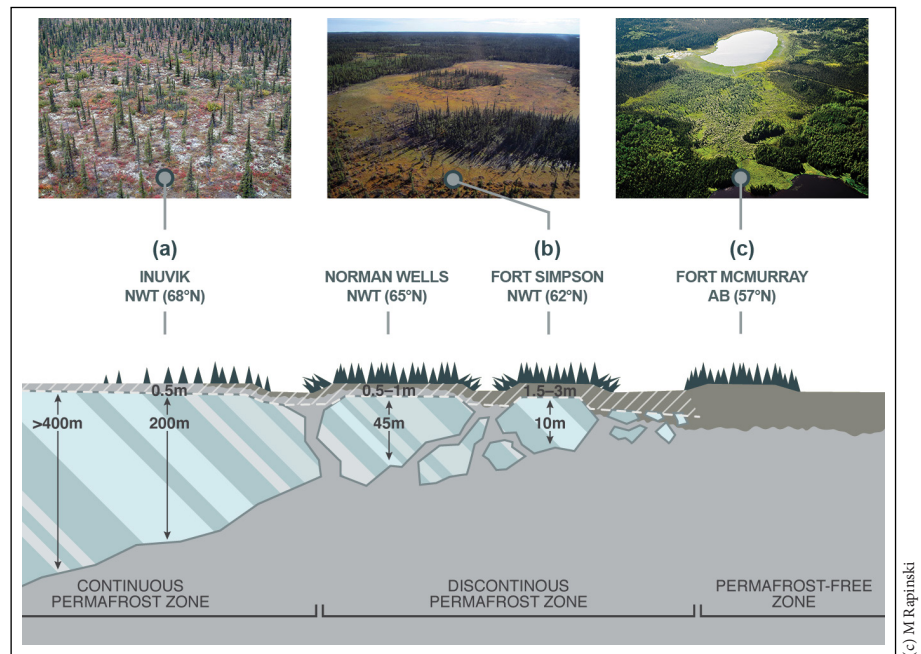 (a)
INUVIK
NWT (68°N)
NORMAN WELLS
NWT (65°N)
(b)
FORT SIMPSON
NWT (62°N)
(c)
FORT MCMURRAY
AB (57°N)
0.5m
0.5–1m
1.5–3m
>400m
200m
45m
10m
CONTINUOUS
PERMAFROST ZONE
DISCONTINOUS
PERMAFROST ZONE
PERMAFROST-FREE
ZONE
(c) M Rapinski